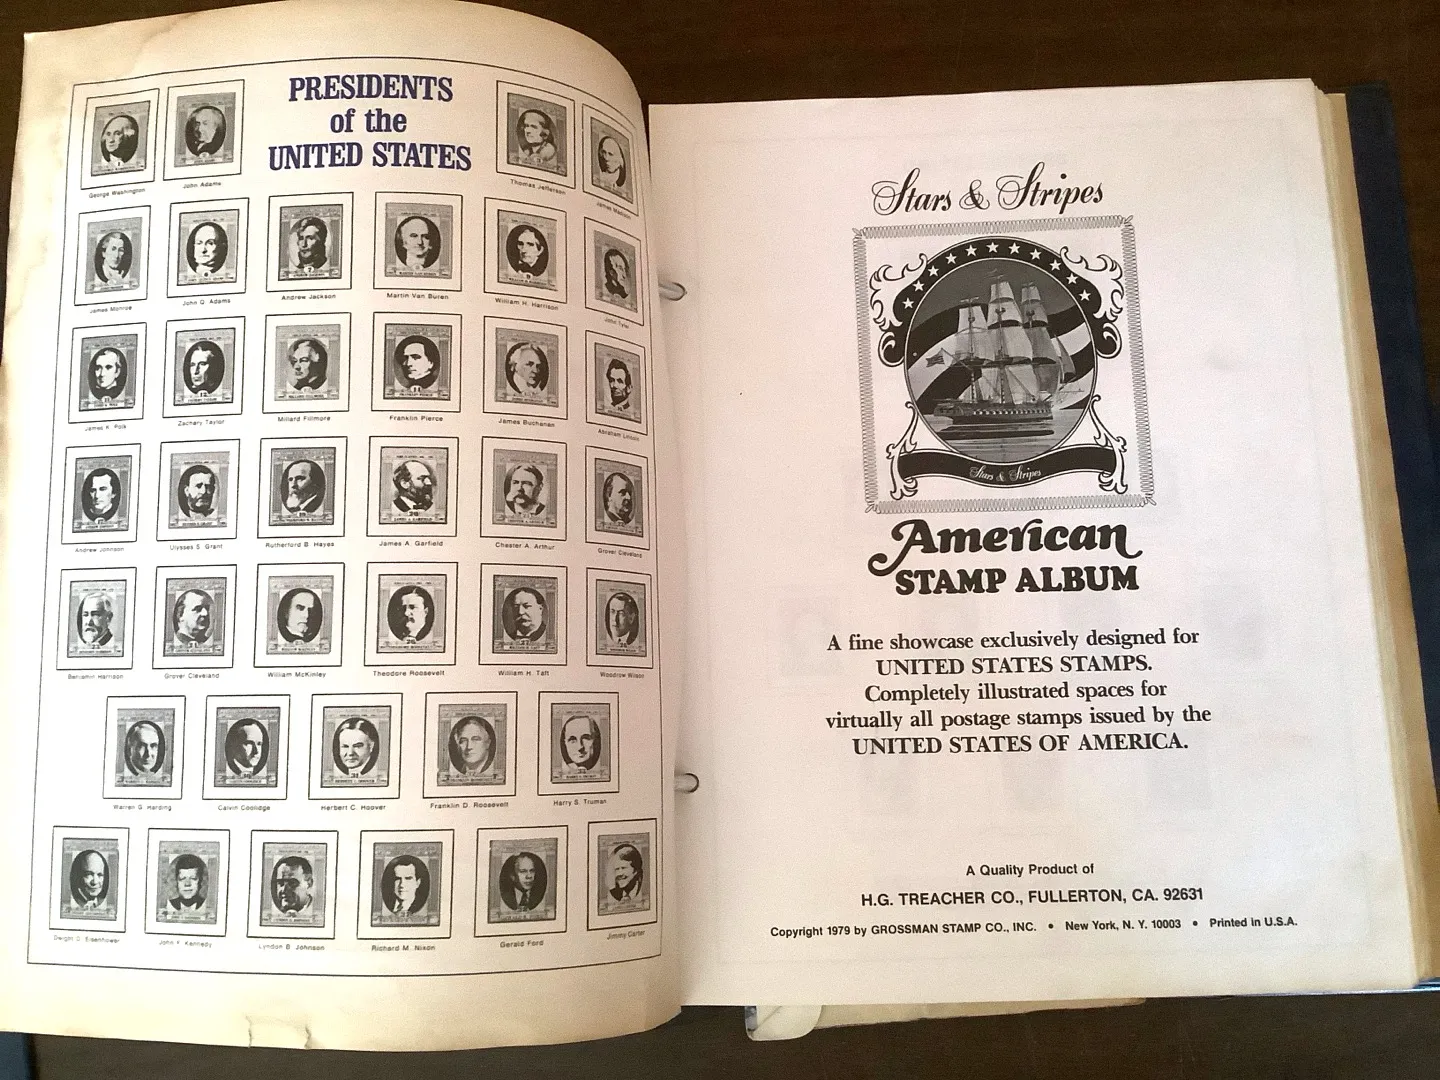 PRESIDENTS
of the
UNITED STATES
George Washington
John Adams
Thomas Jefferson
James Madison
James Monroe
John Q. Adams
Andrew Jackson
Martin Van Buren
William H. Harrison
John Tyler
James K. Polk
Zachary Taylor
Millard Fillmore
Franklin Pierce
James Buchanan
Abraham Lincoln
Andrew Johnson
Ulysses S. Grant
Rutherford B. Hayes
James A. Garfield
Chester A. Arthur
Grover Cleveland
Benjamin Harrison
Grover Cleveland
William McKinley
Theodore Roosevelt
William H. Taft
Woodrow Wilson
Warren G. Harding
Calvin Coolidge
Herbert C. Hoover
Franklin D. Roosevelt
Harry S. Truman
Dwight D. Eisenhower
John F. Kennedy
Lyndon B. Johnson
Richard M. Nixon
Gerald Ford
Jimmy Carter
Stars & Stripes
Stars & Stripes
American
STAMP ALBUM
A fine showcase exclusively designed for
UNITED STATES STAMPS.
Completely illustrated spaces for
virtually all postage stamps issued by the
UNITED STATES OF AMERICA.
A Quality Product of
H.G. TREACHER CO., FULLERTON, CA. 92631
Copyright 1979 by GROSSMAN STAMP CO., INC. • New York, N. Y. 10003 • Printed in U.S.A.